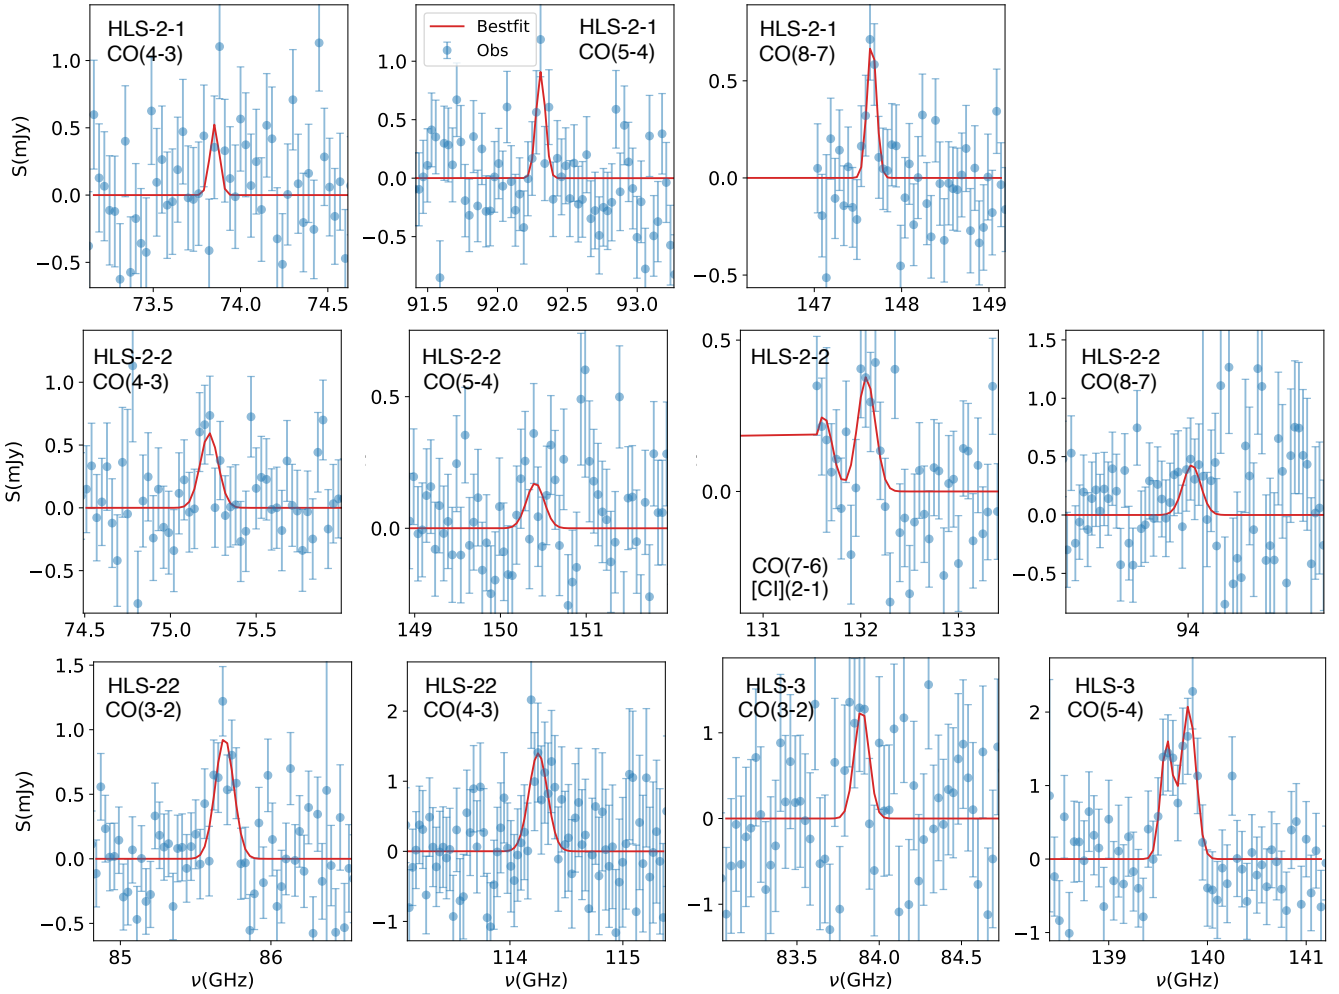 HLS-2-1
CO(4-3)
1.0
0.5
0.0
−0.5
S(mJy)
73.5
74.0
74.5
Bestfit
Obs
HLS-2-1
CO(5-4)
1.0
0.5
0.0
−0.5
91.5
92.0
92.5
93.0
HLS-2-1
CO(8-7)
0.5
0.0
−0.5
147
148
149
HLS-2-2
CO(4-3)
1.0
0.5
0.0
−0.5
S(mJy)
74.5
75.0
75.5
HLS-2-2
CO(5-4)
0.5
0.0
149
150
151
HLS-2-2
0.5
0.0
CO(7-6)
[CI](2-1)
131
132
133
HLS-2-2
CO(8-7)
1.5
1.0
0.5
0.0
−0.5
94
HLS-22
CO(3-2)
1.5
1.0
0.5
0.0
−0.5
S(mJy)
85
86
ν(GHz)
HLS-22
CO(4-3)
2
1
0
−1
114
115
ν(GHz)
HLS-3
CO(3-2)
1
0
−1
83.5
84.0
84.5
ν(GHz)
HLS-3
CO(5-4)
2
1
0
−1
139
140
141
ν(GHz)